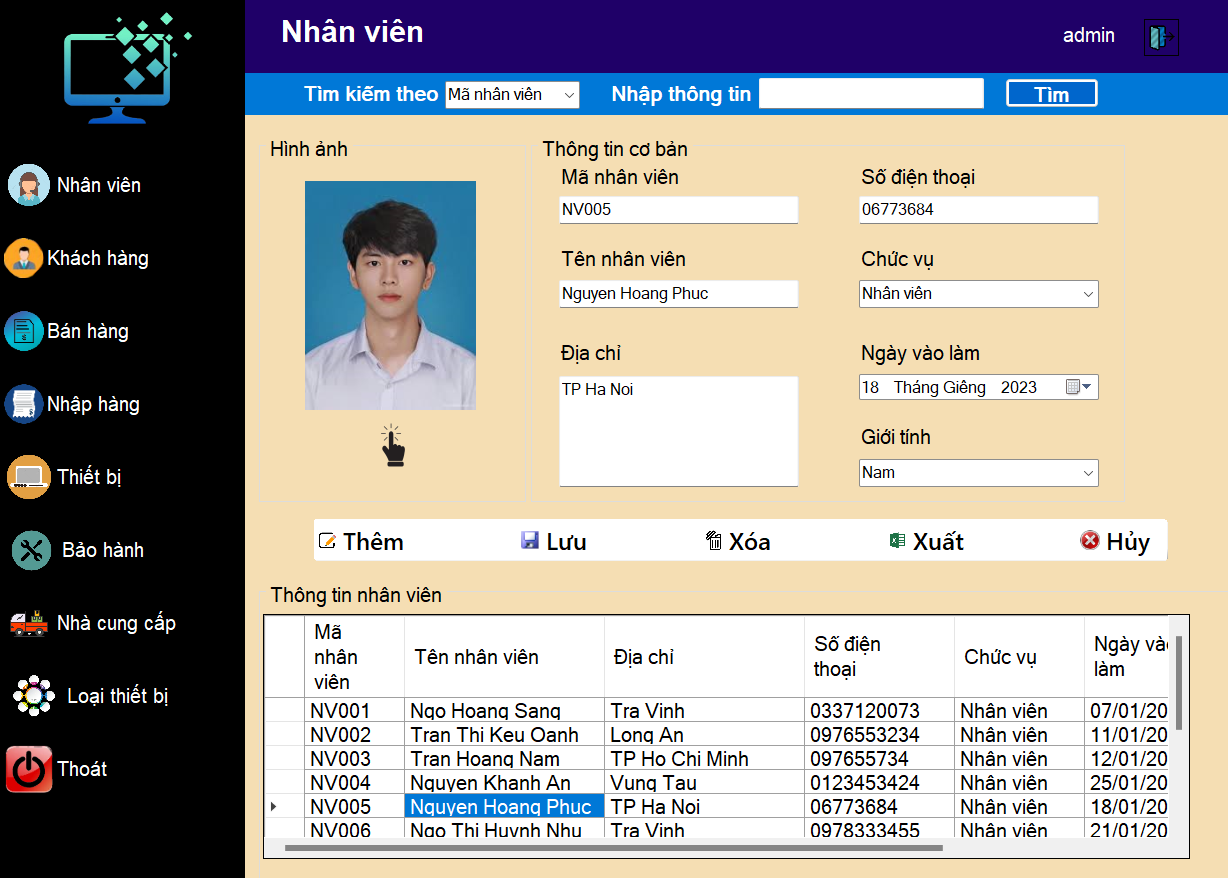 Nhân viên
admin
Tìm kiếm theo
Mã nhân viên
Nhập thông tin
Tìm
Nhân viên
Khách hàng
Bán hàng
Nhập hàng
Thiết bị
Bảo hành
Nhà cung cấp
Loại thiết bị
Thoát
Hình ảnh
Thông tin cơ bản
Mã nhân viên
NV005
Số điện thoại
06773684
Tên nhân viên
Nguyen Hoang Phuc
Chức vụ
Nhân viên
Địa chỉ
TP Ha Noi
Ngày vào làm
18 Tháng Giêng 2023
Giới tính
Nam
Thêm Lưu Xóa Xuất Hủy
Thông tin nhân viên
Mã nhân viên Tên nhân viên Địa chỉ Số điện thoại Chức vụ Ngày vào làm
NV001 Ngo Hoang Sang Tra Vinh 0337120073 Nhân viên 07/01/20
NV002 Tran Thi Keu Oanh Long An 0976553234 Nhân viên 11/01/20
NV003 Tran Hoang Nam TP Ho Chi Minh 097655734 Nhân viên 12/01/20
NV004 Nguyen Khanh An Vung Tau 0123453424 Nhân viên 25/01/20
NV005 Nguyen Hoang Phuc TP Ha Noi 06773684 Nhân viên 18/01/20
NV006 Ngo Thi Huynh Nhu Tra Vinh 0978333455 Nhân viên 21/01/20